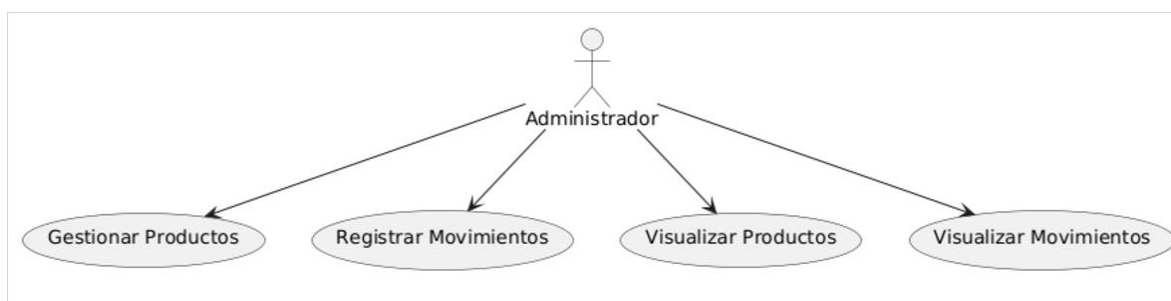 Administrador
Gestionar Productos
Registrar Movimientos
Visualizar Productos
Visualizar Movimientos